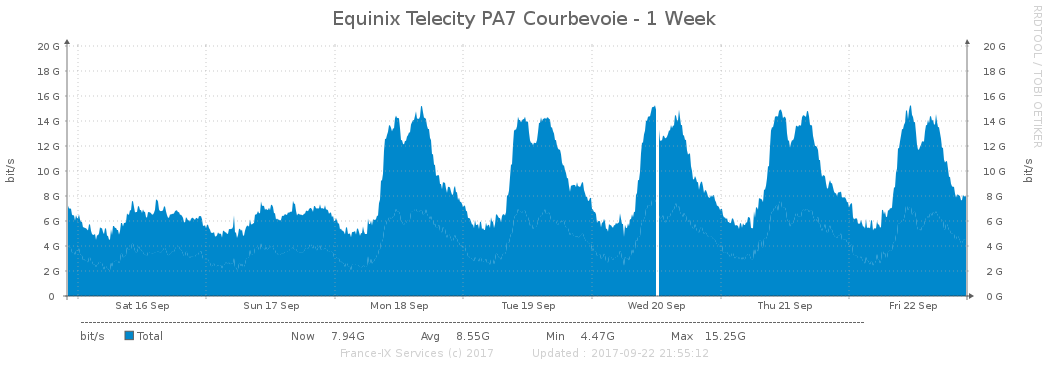 Equinix Telecity PA7 Courbevoie - 1 Week
RRDTOOL / TOBI OETIKER
bit/s
20 G 20 G
18 G 18 G
16 G 16 G
14 G 14 G
12 G 12 G
10 G 10 G
8 G 8 G
6 G 6 G
4 G 4 G
2 G 2 G
0 0 G
bit/s
Sat 16 Sep Sun 17 Sep Mon 18 Sep Tue 19 Sep Wed 20 Sep Thu 21 Sep Fri 22 Sep
bit/s Total Now 7.94G Avg 8.55G Min 4.47G Max 15.25G
France-IX Services (c) 2017 Updated : 2017-09-22 21:55:12